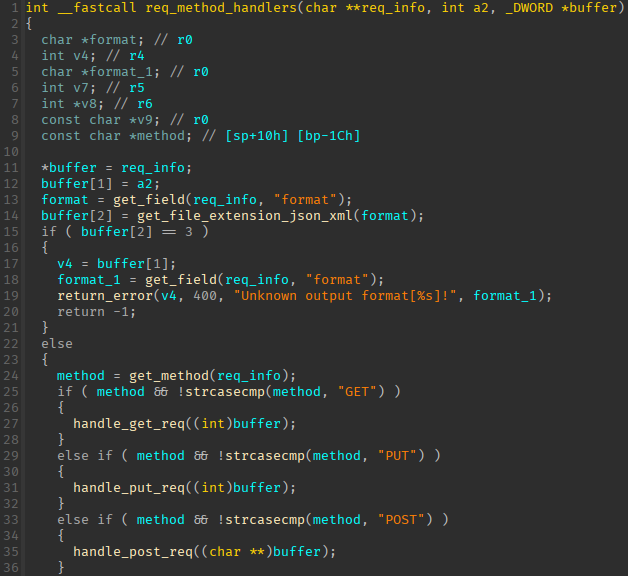 1 int __fastcall req_method_handlers(char **req_info, int a2, _DWORD *buffer)
2 {
3   char *format; // r0
4   int v4; // r4
5   char *format_1; // r0
6   int v7; // r5
7   int *v8; // r6
8   const char *v9; // r0
9   const char *method; // [sp+10h] [bp-1Ch]
10
11   *buffer = req_info;
12   buffer[1] = a2;
13   format = get_field(req_info, "format");
14   buffer[2] = get_file_extension_json_xml(format);
15   if ( buffer[2] == 3 )
16   {
17     v4 = buffer[1];
18     format_1 = get_field(req_info, "format");
19     return_error(v4, 400, "Unknown output format[%s]!", format_1);
20     return -1;
21   }
22   else
23   {
24     method = get_method(req_info);
25     if ( method && !strcasecmp(method, "GET") )
26     {
27       handle_get_req((int)buffer);
28     }
29     else if ( method && !strcasecmp(method, "PUT") )
30     {
31       handle_put_req((int)buffer);
32     }
33     else if ( method && !strcasecmp(method, "POST") )
34     {
35       handle_post_req((char **)buffer);
36     }